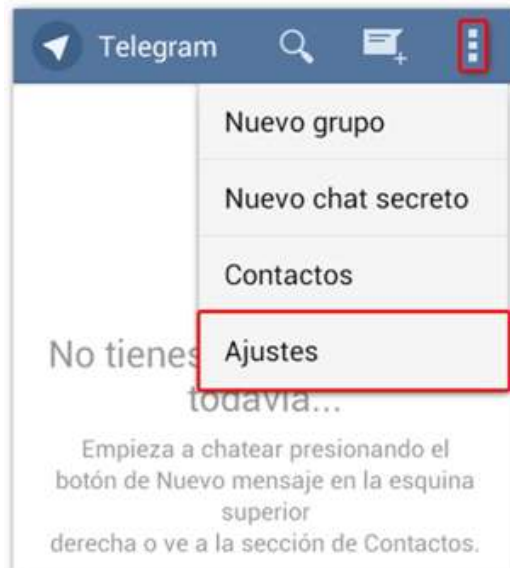 Telegram
Nuevo grupo
Nuevo chat secreto
Contactos
Ajustes
No tienes
todavía...
Empieza a chatear presionando el
botón de Nuevo mensaje en la esquina
superior
derecha o ve a la sección de Contactos.